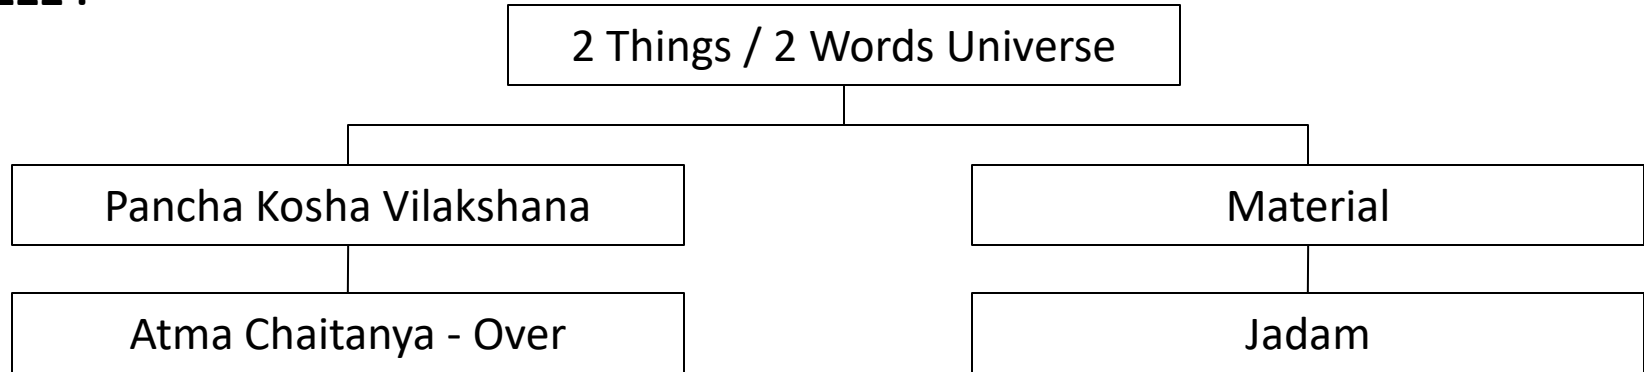 2 Things / 2 Words Universe
Pancha Kosha Vilakshana
Material
Atma Chaitanya - Over
Jadam